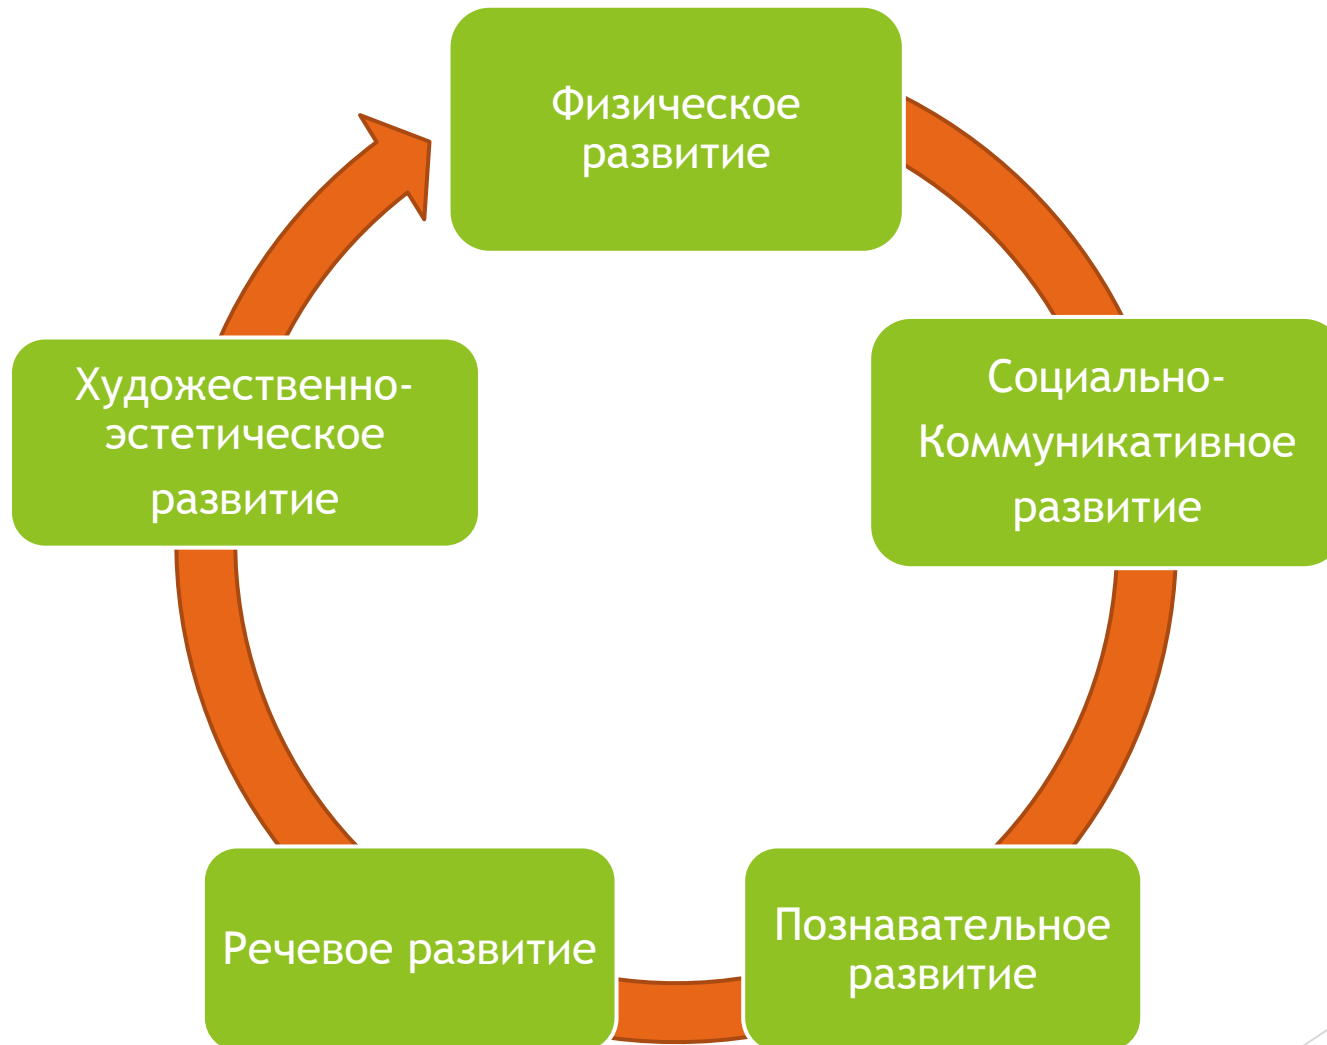 Физическое
развитие
Социально-
Коммуникативное
развитие
Познавательное
развитие
Речевое развитие
Художественно-
эстетическое
развитие